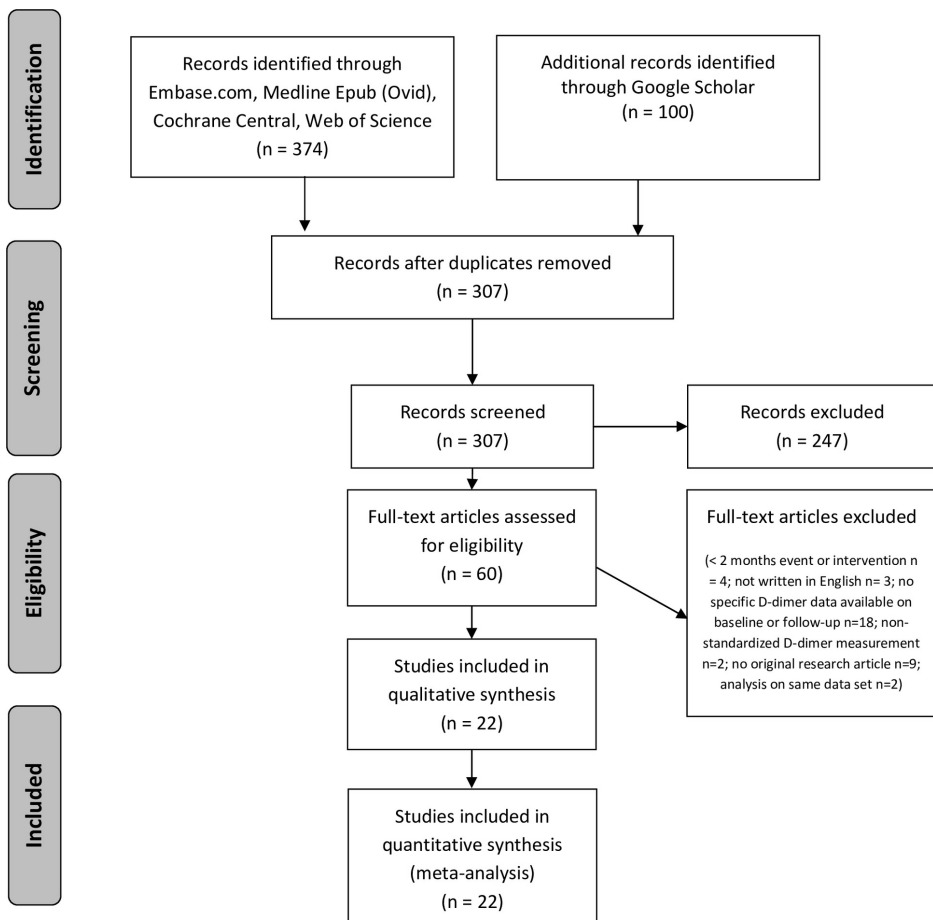 Identification
Records identified through
Embase.com, Medline Epub (Ovid),
Cochrane Central, Web of Science
(n = 374)
Additional records identified
through Google Scholar
(n = 100)
Screening
Records after duplicates removed
(n = 307)
Records screened
(n = 307)
Records excluded
(n = 247)
Eligibility
Full-text articles assessed
for eligibility
(n = 60)
Full-text articles excluded
(< 2 months event or intervention n
= 4; not written in English n= 3; no
specific D-dimer data available on
baseline or follow-up n=18; non-
standardized D-dimer measurement
n=2; no original research article n=9;
analysis on same data set n=2)
Studies included in
qualitative synthesis
(n = 22)
Included
Studies included in
quantitative synthesis
(meta-analysis)
(n = 22)